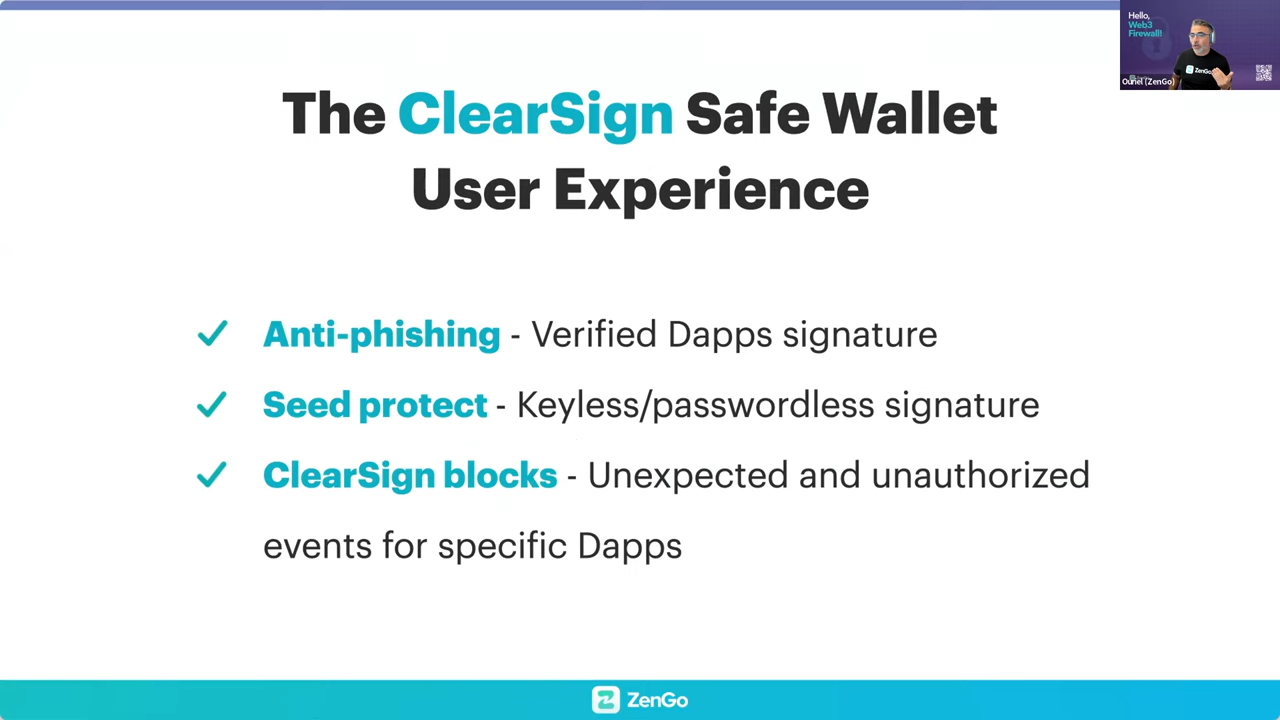 Hello,
Web3
Firewall!
ZenGo
Ouriel (ZenGo)
The ClearSign Safe Wallet
User Experience
Anti-phishing - Verified Dapps signature
Seed protect - Keyless/passwordless signature
ClearSign blocks - Unexpected and unauthorized
events for specific Dapps
ZenGo